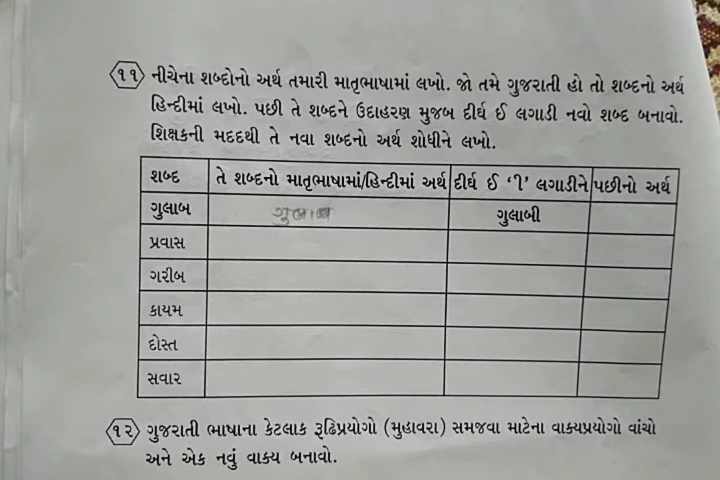 ૧૧ નીચેના શબ્દોનો અર્થ તમારી માતૃભાષામાં લખો. જો તમે ગુજરાતી હો તો શબ્દનો અર્થ
હિન્દીમાં લખો. પછી તે શબ્દને ઉદાહરણ મુજબ દીર્ઘ ઈ લગાડી નવો શબ્દ બનાવો.
શિક્ષકની મદદથી તે નવા શબ્દનો અર્થ શોધીને લખો.
શબ્દ તે શબ્દનો માતૃભાષામાં/હિન્દીમાં અર્થ દીર્ઘ ઈ ‘ી’ લગાડીને પછીનો અર્થ
ગુલાબ ગુલાબ ગુલાબી
પ્રવાસ
ગરીબ
કાયમ
દોસ્ત
સવાર
૧૨ ગુજરાતી ભાષાના કેટલાક રૂઢિપ્રયોગો (મુહાવરા) સમજવા માટેના વાક્યપ્રયોગો વાંચો
અને એક નવું વાક્ય બનાવો.